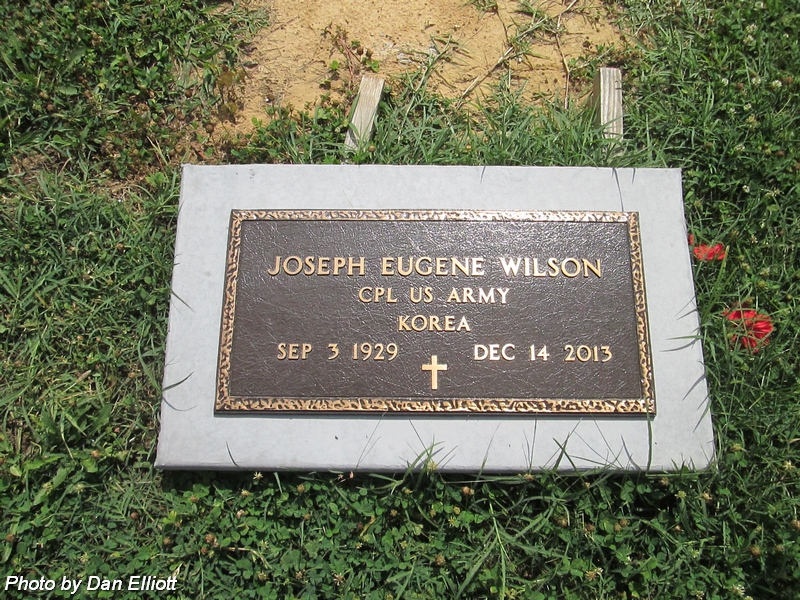 JOSEPH EUGENE WILSON
CPL US ARMY
KOREA
SEP 3 1929 DEC 14 2013
Photo by Dan Elliott